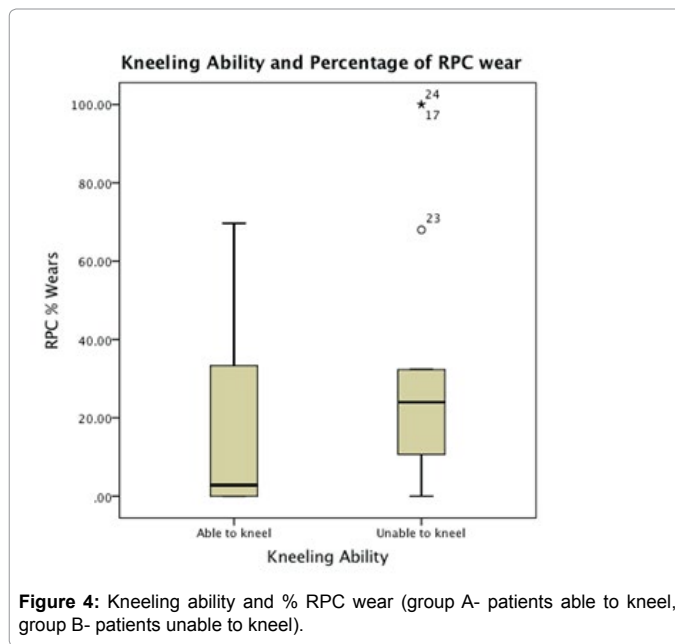 Kneeling Ability and Percentage of RPC wear
24
17
23
100.00
80.00
60.00
40.00
20.00
.00
RPC % Wears
Able to kneel
Unable to kneel
Kneeling Ability
Figure 4: Kneeling ability and % RPC wear (group A- patients able to kneel,
group B- patients unable to kneel).